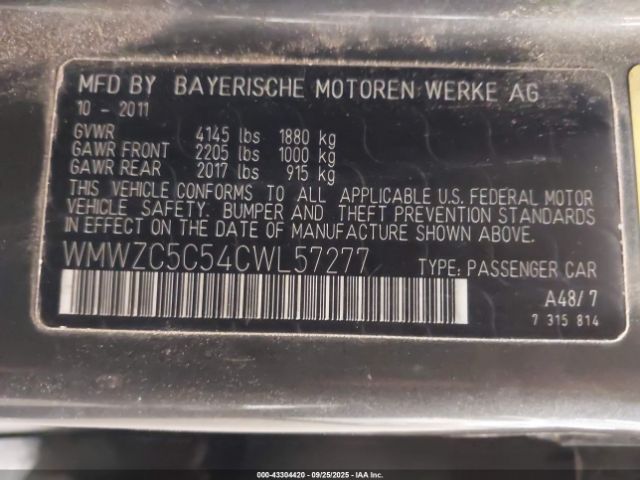 MFD BY BAYERISCHE MOTOREN WERKE AG
10 - 2011
GVWR 4145 lbs 1880 kg
GAWR FRONT 2205 lbs 1000 kg
GAWR REAR 2017 lbs 915 kg
THIS VEHICLE CONFORMS TO ALL APPLICABLE U.S. FEDERAL MOTOR
VEHICLE SAFETY. BUMPER AND THEFT PREVENTION STANDARDS
IN EFFECT ON THE DATE OF MANUFACTURE SHOWN ABOVE.
WMWZC5C54CWL57277 TYPE: PASSENGER CAR
A48/7
7 315 814
000-43304420 - 09/25/2025 - IAA Inc.